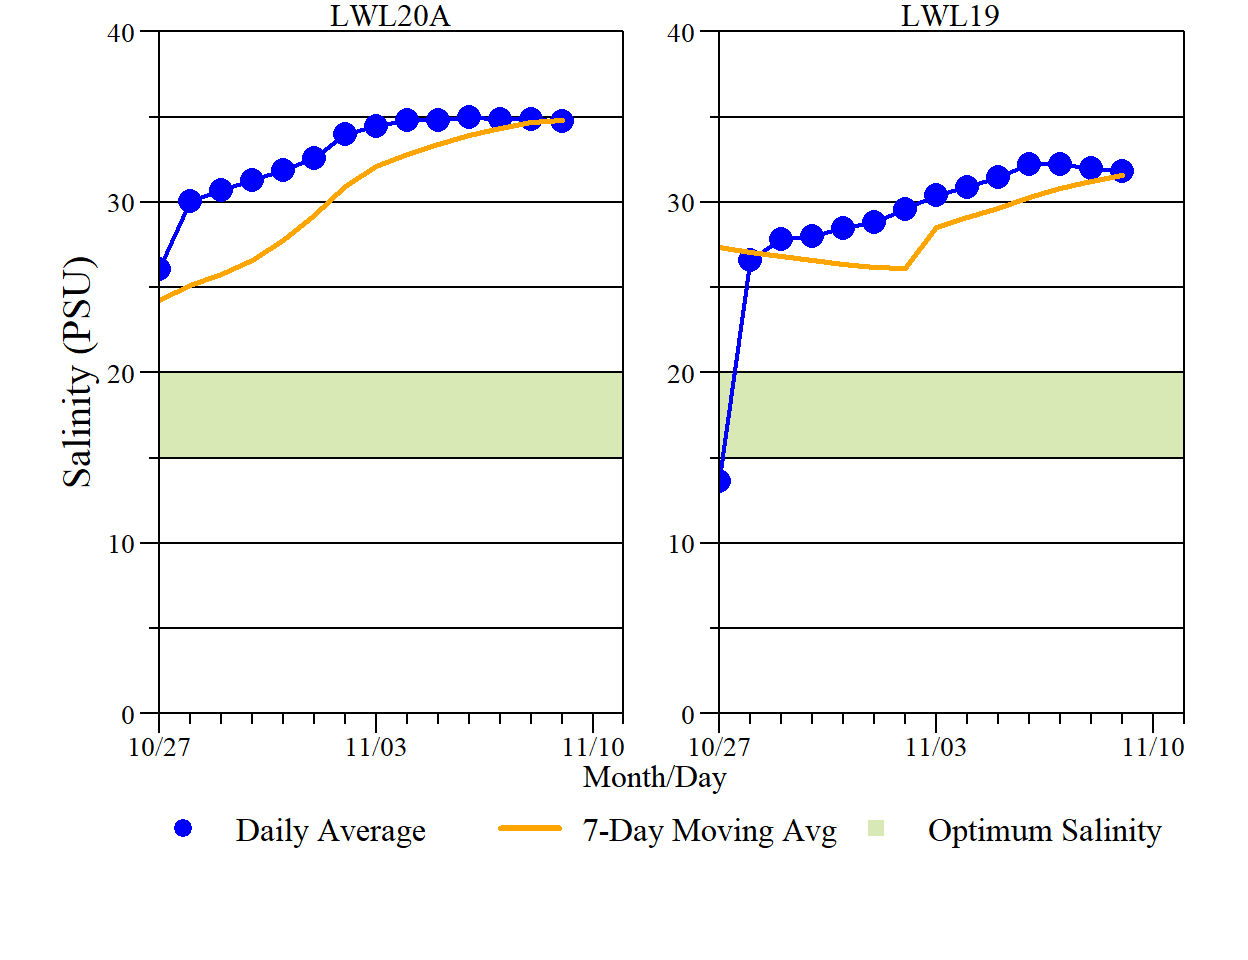 LWL20A LWL19
40 40
30 30
20 20
10 10
0 0
Salinity (PSU)
10/27 11/03 11/10 10/27 11/03 11/10
Month/Day
Daily Average 7-Day Moving Avg Optimum Salinity